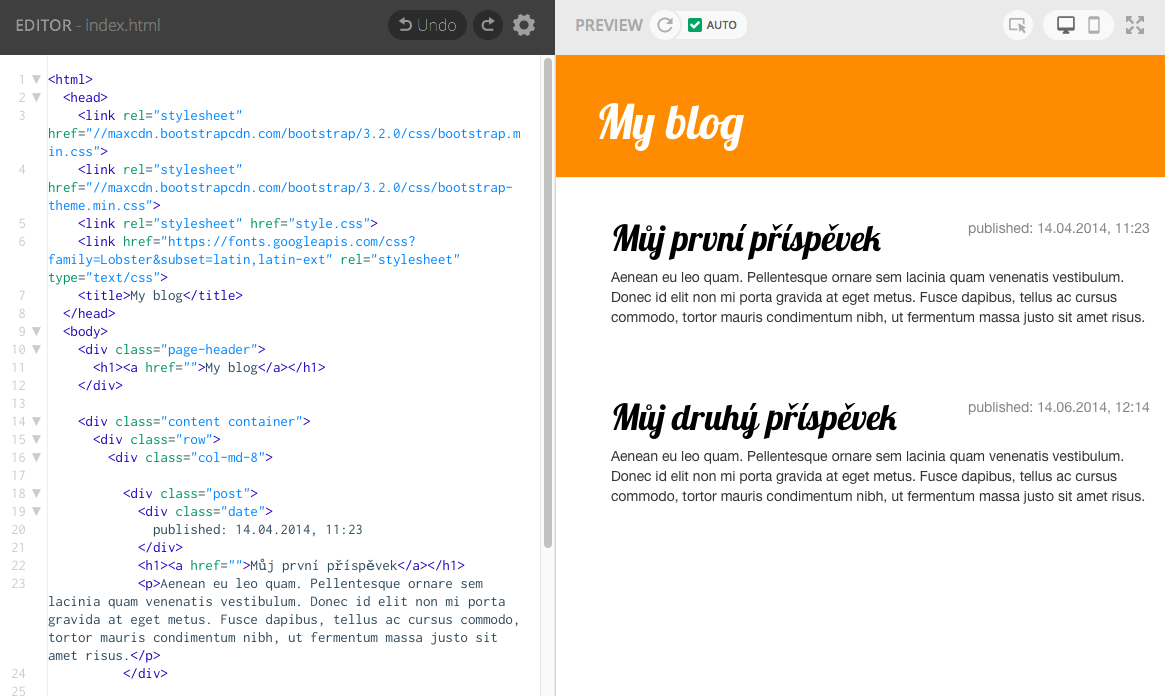 EDITOR - index.html
Undo
1 <html>
2 <head>
3 <link rel="stylesheet"
href="//maxcdn.bootstrapcdn.com/bootstrap/3.2.0/css/bootstrap.m
in.css">
4 <link rel="stylesheet"
href="//maxcdn.bootstrapcdn.com/bootstrap/3.2.0/css/bootstrap-
theme.min.css">
5 <link rel="stylesheet" href="style.css">
6 <link href="https://fonts.googleapis.com/css?
family=Lobster&subset=latin,latin-ext" rel="stylesheet"
type="text/css">
7 <title>My blog</title>
8 </head>
9 <body>
10 <div class="page-header">
11 <h1><a href="">My blog</a></h1>
12 </div>
13
14 <div class="content container">
15 <div class="row">
16 <div class="col-md-8">
17
18 <div class="post">
19 <div class="date">
20 published: 14.04.2014, 11:23
21 </div>
22 <h1><a href="">Můj první příspěvek</a></h1>
23 <p>Aenean eu leo quam. Pellentesque ornare sem
lacinia quam venenatis vestibulum. Donec id elit non mi porta
gravida at eget metus. Fusce dapibus, tellus ac cursus commodo,
tortor mauris condimentum nibh, ut fermentum massa justo sit
amet risus.</p>
24 </div>
25
PREVIEW
AUTO
My blog
Můj první příspěvek
published: 14.04.2014, 11:23
Aenean eu leo quam. Pellentesque ornare sem lacinia quam venenatis vestibulum.
Donec id elit non mi porta gravida at eget metus. Fusce dapibus, tellus ac cursus
commodo, tortor mauris condimentum nibh, ut fermentum massa justo sit amet risus.
Můj druhý příspěvek
published: 14.06.2014, 12:14
Aenean eu leo quam. Pellentesque ornare sem lacinia quam venenatis vestibulum.
Donec id elit non mi porta gravida at eget metus. Fusce dapibus, tellus ac cursus
commodo, tortor mauris condimentum nibh, ut fermentum massa justo sit amet risus.